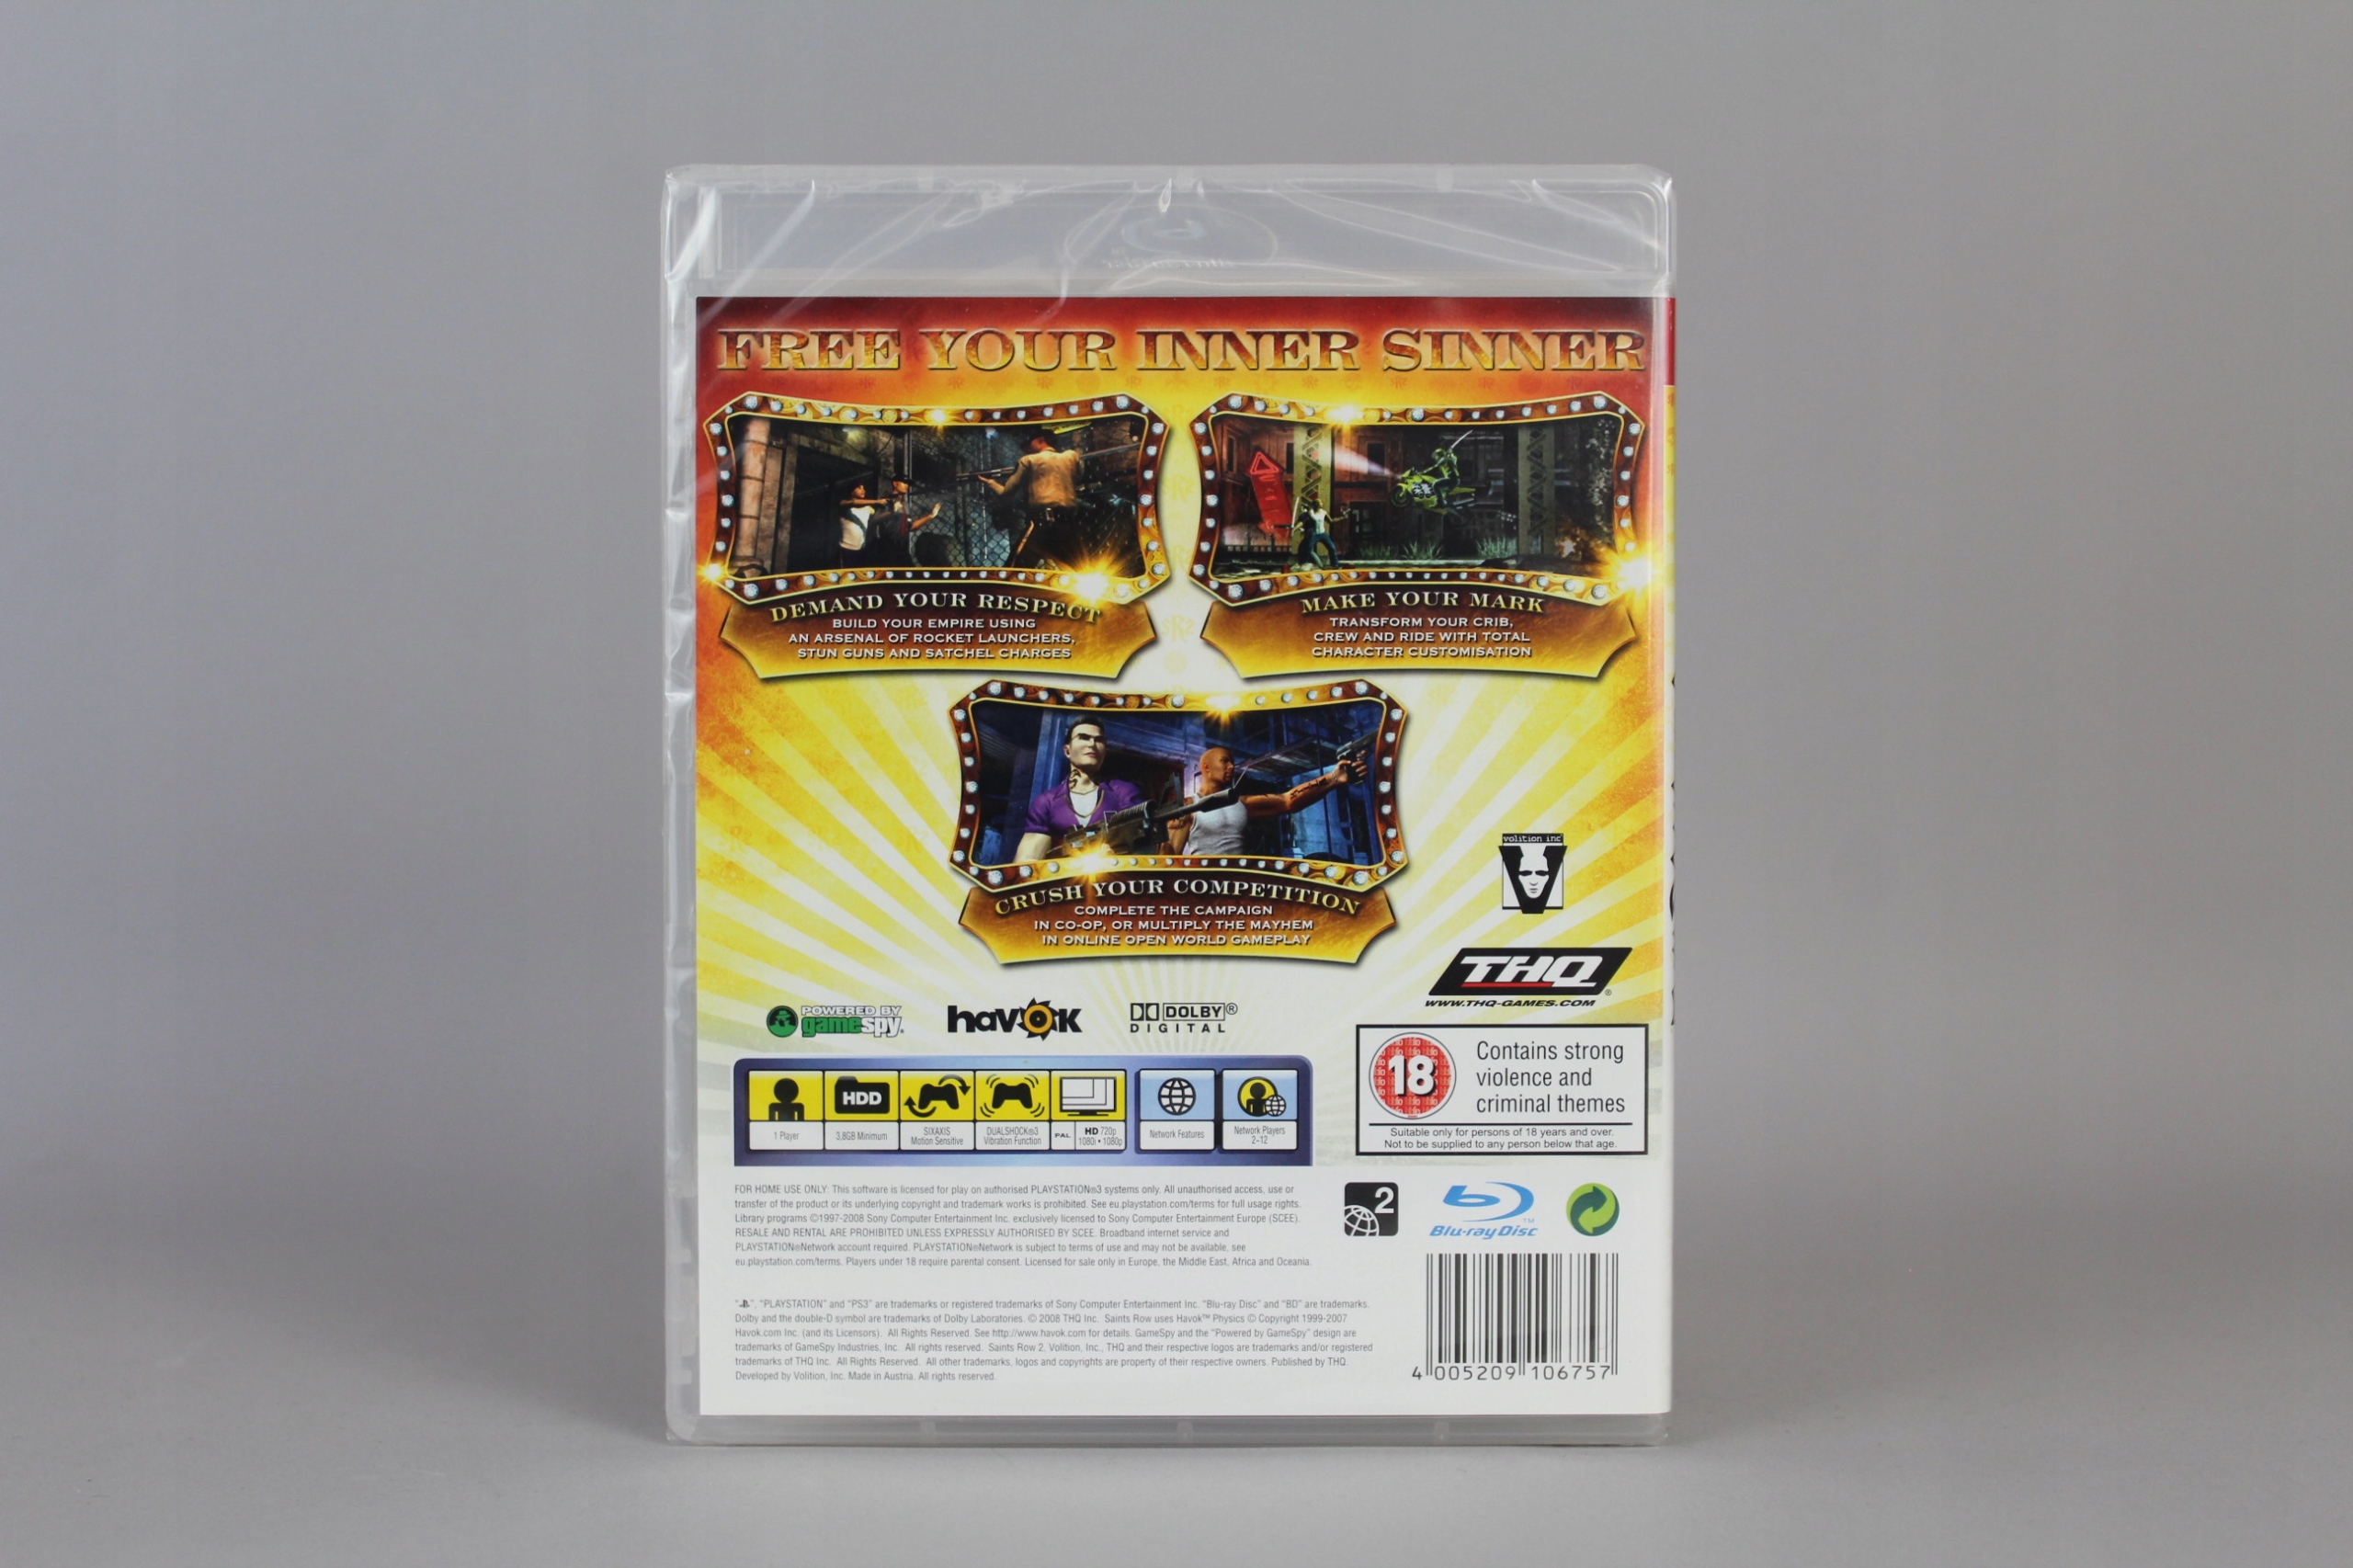 FREE YOUR INNER SINNER
DEMAND YOUR RESPECT
BUILD YOUR EMPIRE USING
AN ARSENAL OF ROCKET LAUNCHERS,
STUN GUNS AND SATCHEL CHARGES
MAKE YOUR MARK
TRANSFORM YOUR CRIB,
CREW AND RIDE WITH TOTAL
CHARACTER CUSTOMISATION
CRUSH YOUR COMPETITION
COMPLETE THE CAMPAIGN
IN CO-OP, OR MULTIPLY THE MAYHEM
IN ONLINE OPEN WORLD GAMEPLAY
volition inc
THQ®
WWW.THQ-GAMES.COM
POWERED BY
gamespy.
havok
DOLBY®
DIGITAL
HDD
1 Player
3,8GB Minimum
SIXAXIS
Motion Sensitive
DUALSHOCK®3
Vibration Function
PAL
HD 720p
1080i • 1080p
Network Features
Network Players
2-12
18
Contains strong
violence and
criminal themes
Suitable only for persons of 18 years and over.
Not to be supplied to any person below that age.
FOR HOME USE ONLY: This software is licensed for play on authorised PLAYSTATION®3 systems only. All unauthorised access, use or
transfer of the product or its underlying copyright and trademark works is prohibited. See eu.playstation.com/terms for full usage rights.
Library programs ©1997-2008 Sony Computer Entertainment Inc. exclusively licensed to Sony Computer Entertainment Europe (SCEE).
RESALE AND RENTAL ARE PROHIBITED UNLESS EXPRESSLY AUTHORISED BY SCEE. Broadband internet service and
PLAYSTATION®Network account required. PLAYSTATION®Network is subject to terms of use and may not be available, see
eu.playstation.com/terms. Players under 18 require parental consent. Licensed for sale only in Europe, the Middle East, Africa and Oceania.
2
Blu-ray Disc™
“ ”, “PLAYSTATION” and “PS3” are trademarks or registered trademarks of Sony Computer Entertainment Inc. “Blu-ray Disc” and “BD” are trademarks.
Dolby and the double-D symbol are trademarks of Dolby Laboratories. © 2008 THQ Inc. Saints Row uses Havok™ Physics © Copyright 1999-2007
Havok.com Inc. (and its Licensors). All Rights Reserved. See http://www.havok.com for details. GameSpy and the “Powered by GameSpy” design are
trademarks of GameSpy Industries, Inc. All rights reserved. Saints Row 2, Volition, Inc., THQ and their respective logos are trademarks and/or registered
trademarks of THQ Inc. All Rights Reserved. All other trademarks, logos and copyrights are property of their respective owners. Published by THQ.
Developed by Volition, Inc. Made in Austria. All rights reserved.
4 005209 106757